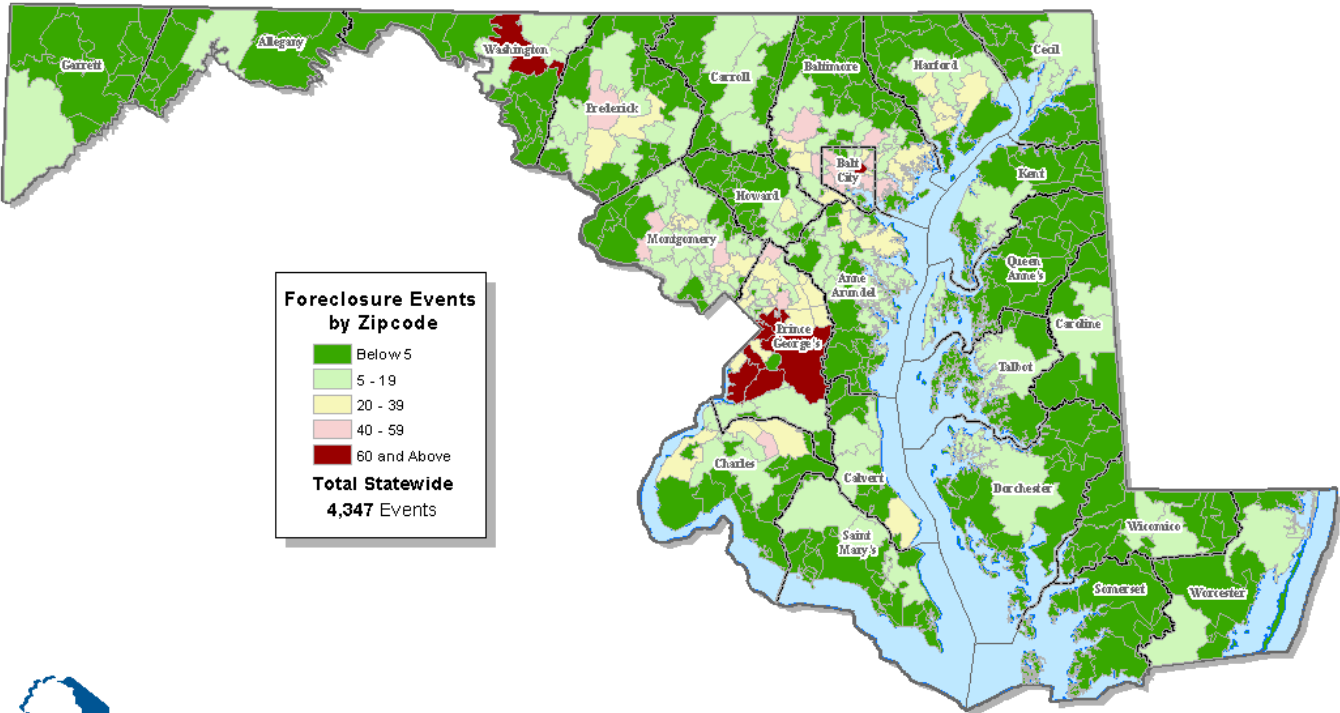 Garrett
Allegany
Washington
Frederick
Carroll
Baltimore
Harford
Cecil
Balt
City
Kent
Howard
Montgomery
Queen
Anne's
Anne
Arundel
Caroline
Prince
George's
Talbot
Charles
Calvert
Dorchester
Saint
Mary's
Wicomico
Somerset
Worcester
Foreclosure Events
by Zipcode
Below 5
5 - 19
20 - 39
40 - 59
60 and Above
Total Statewide
4,347 Events